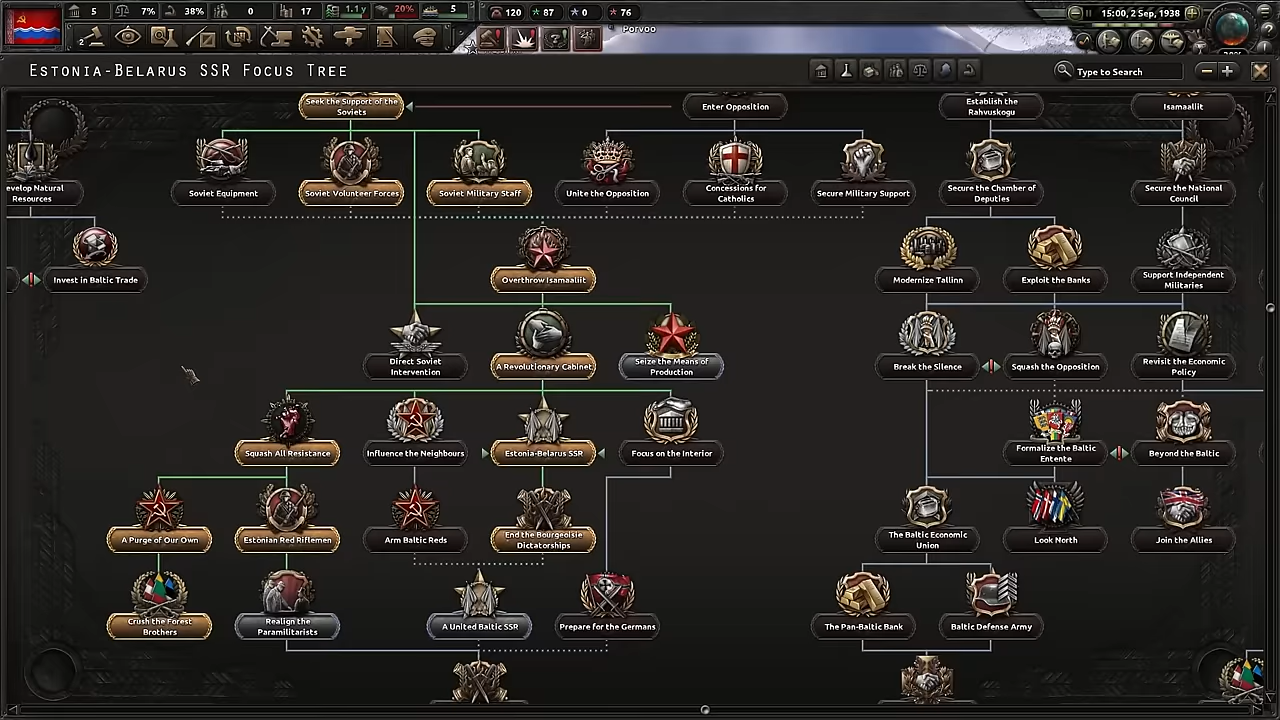 5 7% 38% 0 17 1.1y 20% 5 120 87 0 76 15:00, 2 Sep, 1938
2
Porvoo
Estonia-Belarus SSR Focus Tree
Type to Search
Seek the Support of the
Soviets
Enter Opposition
Establish the
Rahvuskogu
Isamaaliit
evelop Natural
Resources
Soviet Equipment
Soviet Volunteer Forces
Soviet Military Staff
Unite the Opposition
Concessions for
Catholics
Secure Military Support
Secure the Chamber of
Deputies
Secure the National
Council
Invest in Baltic Trade
Overthrow Isamaaliit
Modernize Tallinn
Exploit the Banks
Support Independent
Militaries
Direct Soviet
Intervention
A Revolutionary Cabinet
Seize the Means of
Production
Break the Silence
Squash the Opposition
Revisit the Economic
Policy
Squash All Resistance
Influence the Neighbours
Estonia-Belarus SSR
Focus on the Interior
Formalize the Baltic
Entente
Beyond the Baltic
A Purge of Our Own
Estonian Red Riflemen
Arm Baltic Reds
End the Bourgeoisie
Dictatorships
The Baltic Economic
Union
Look North
Join the Allies
Crush the Forest
Brothers
Realign the
Paramilitarists
A United Baltic SSR
Prepare for the Germans
The Pan-Baltic Bank
Baltic Defense Army